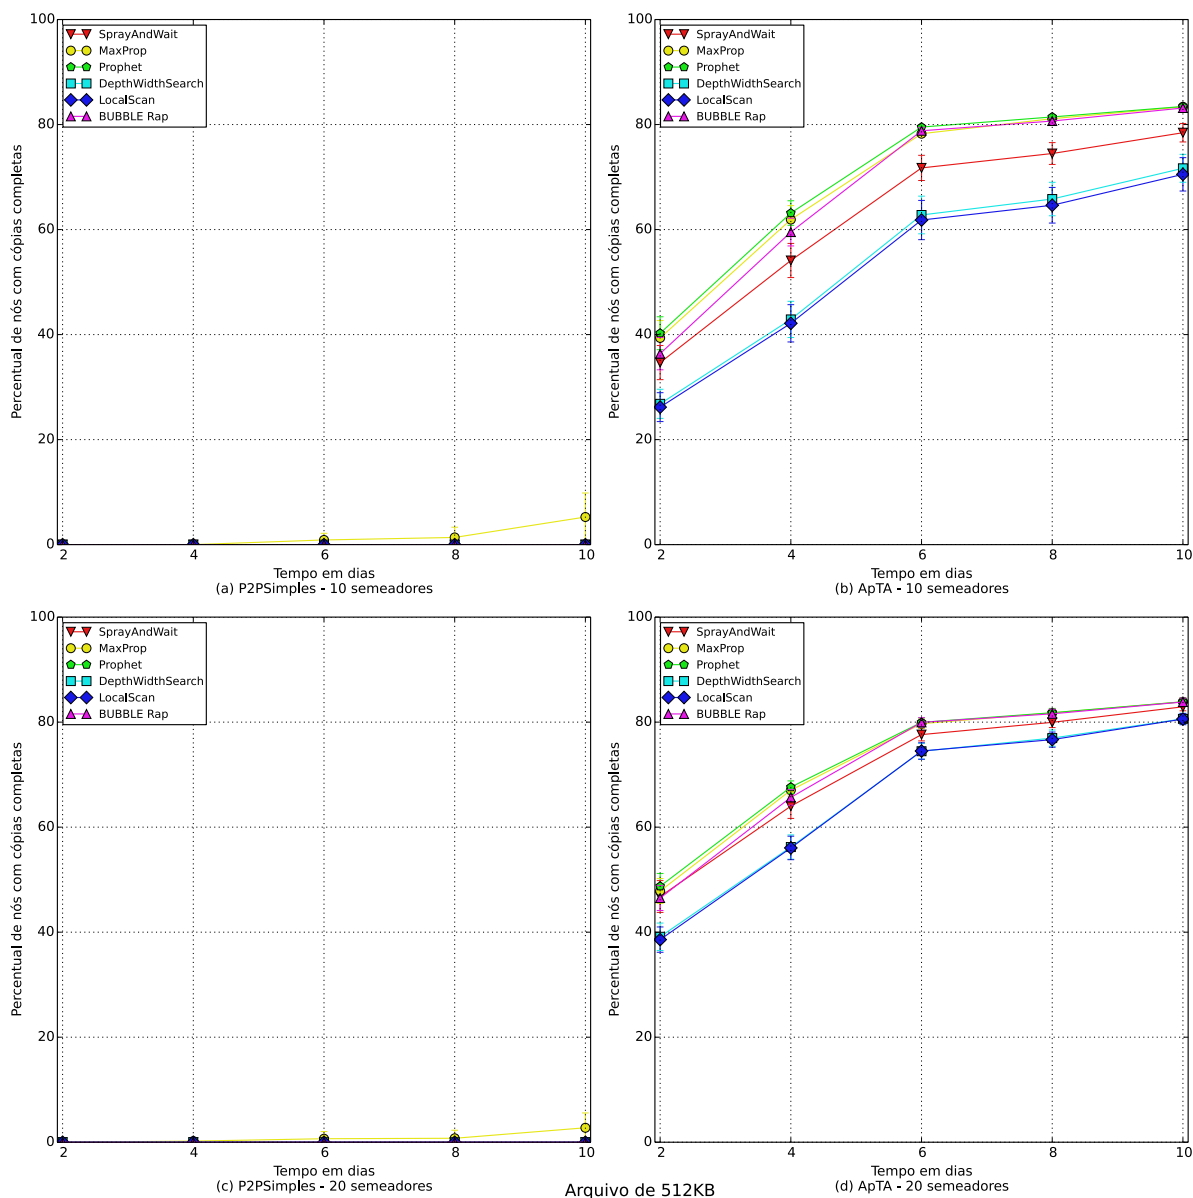 100
80
60
40
20
0
Percentual de nós com cópias completas
SprayAndWait
MaxProp
Prophet
DepthWidthSearch
LocalScan
BUBBLE Rap
2 4 6 8 10
Tempo em dias
(a) P2PSimples - 10 semeadores
100
80
60
40
20
0
Percentual de nós com cópias completas
SprayAndWait
MaxProp
Prophet
DepthWidthSearch
LocalScan
BUBBLE Rap
2 4 6 8 10
Tempo em dias
(b) ApTA - 10 semeadores
100
80
60
40
20
0
Percentual de nós com cópias completas
SprayAndWait
MaxProp
Prophet
DepthWidthSearch
LocalScan
BUBBLE Rap
2 4 6 8 10
Tempo em dias
(c) P2PSimples - 20 semeadores
100
80
60
40
20
0
Percentual de nós com cópias completas
SprayAndWait
MaxProp
Prophet
DepthWidthSearch
LocalScan
BUBBLE Rap
2 4 6 8 10
Tempo em dias
(d) ApTA - 20 semeadores
Arquivo de 512KB